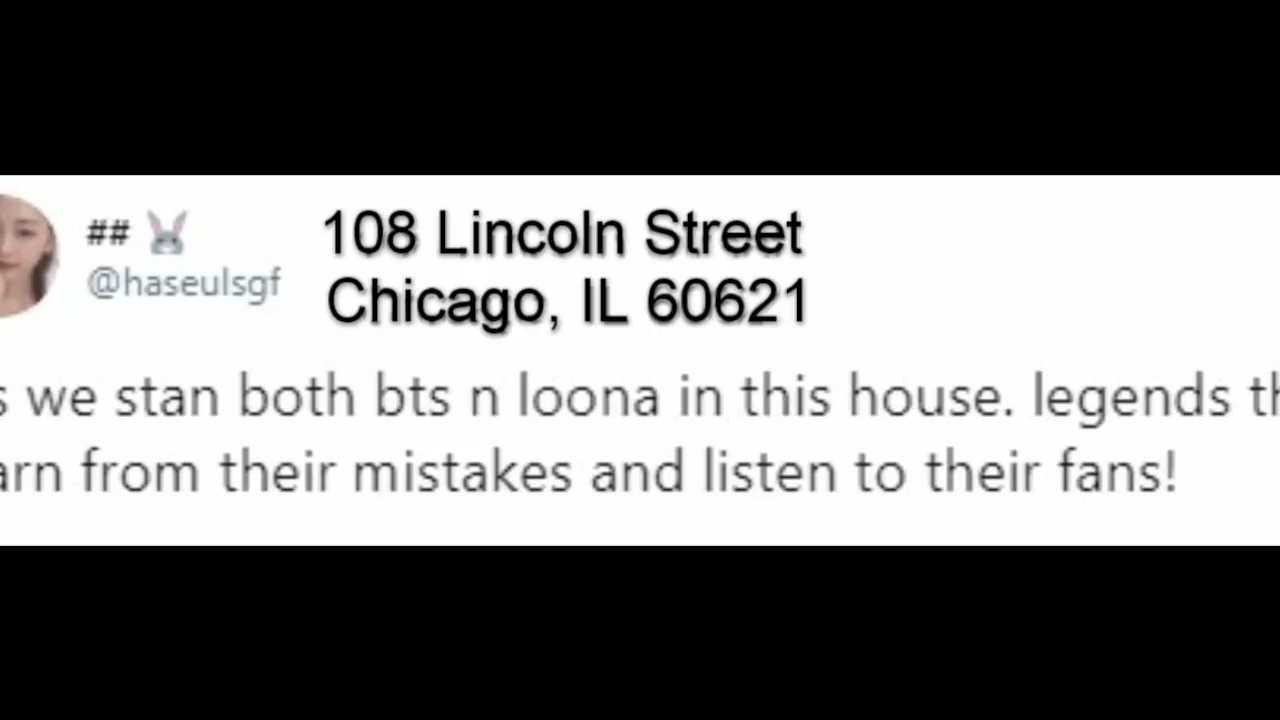 ## 🐰
@haseulsgf
108 Lincoln Street
Chicago, IL 60621
we stan both bts n loona in this house. legends
from their mistakes and listen to their fans!